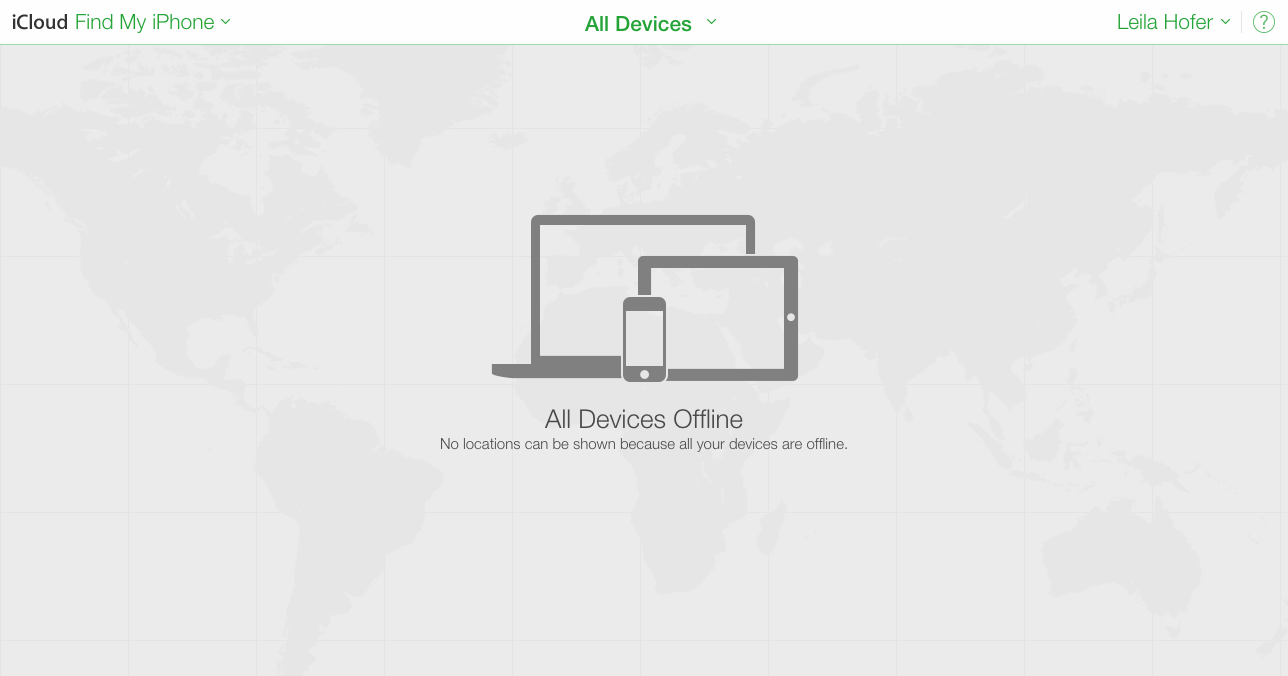 iCloud Find My iPhone
All Devices
Leila Hofer
?
All Devices Offline
No locations can be shown because all your devices are offline.